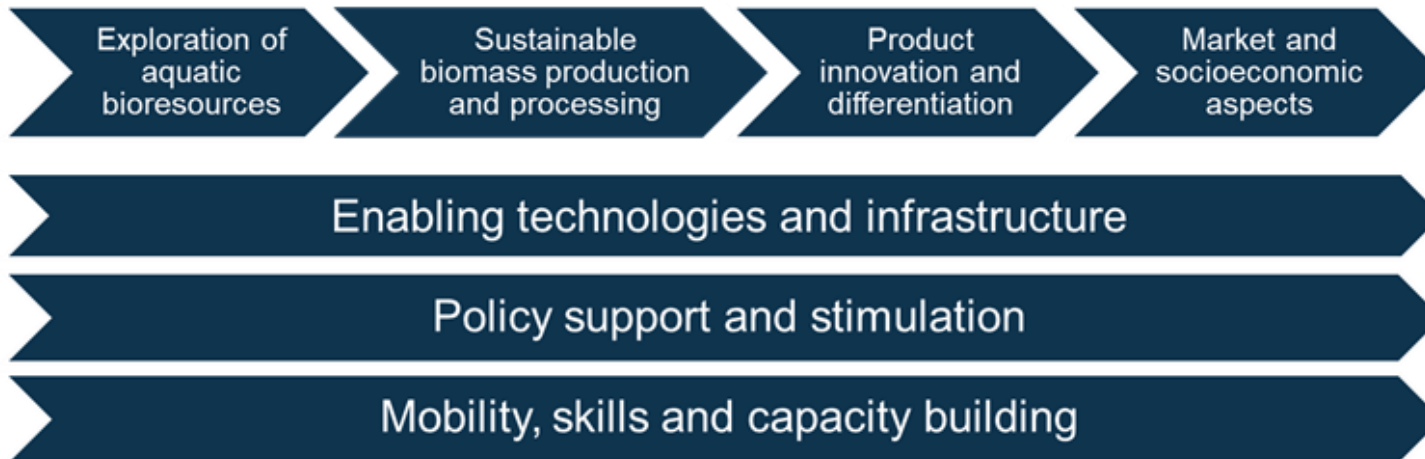 Exploration of
aquatic
bioresources
Sustainable
biomass production
and processing
Product
innovation and
differentiation
Market and
socioeconomic
aspects
Enabling technologies and infrastructure
Policy support and stimulation
Mobility, skills and capacity building